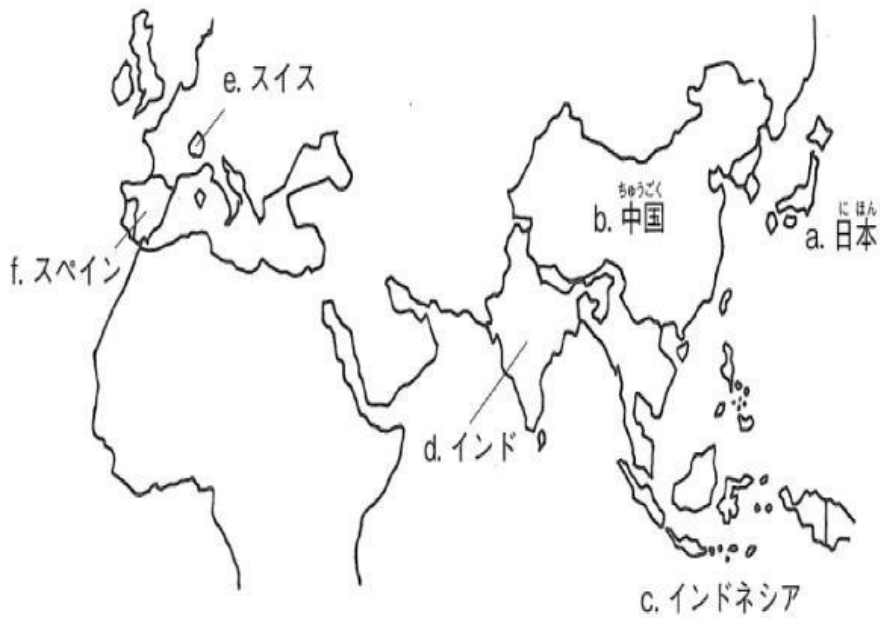 e. スイス
ちゅうごく
b. 中国
にほん
a. 日本
f. スペイン
d. インド
c. インドネシア